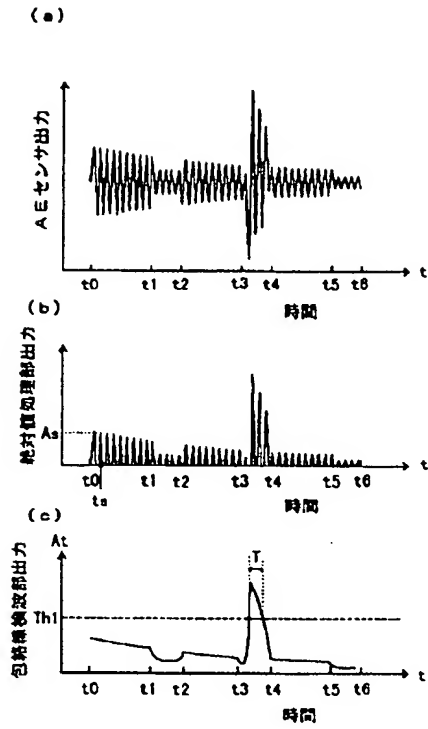 (a)
AEセンサ出力
t0 t1 t2 t3 t4 t5 t6 t
時間
(b)
絶対値処理部出力
As
t0 t1 t2 t3 t4 t5 t6 t
ts
時間
(c)
At
包絡線検波部出力
T
Th1
t0 t1 t2 t3 t4 t5 t6 t
時間